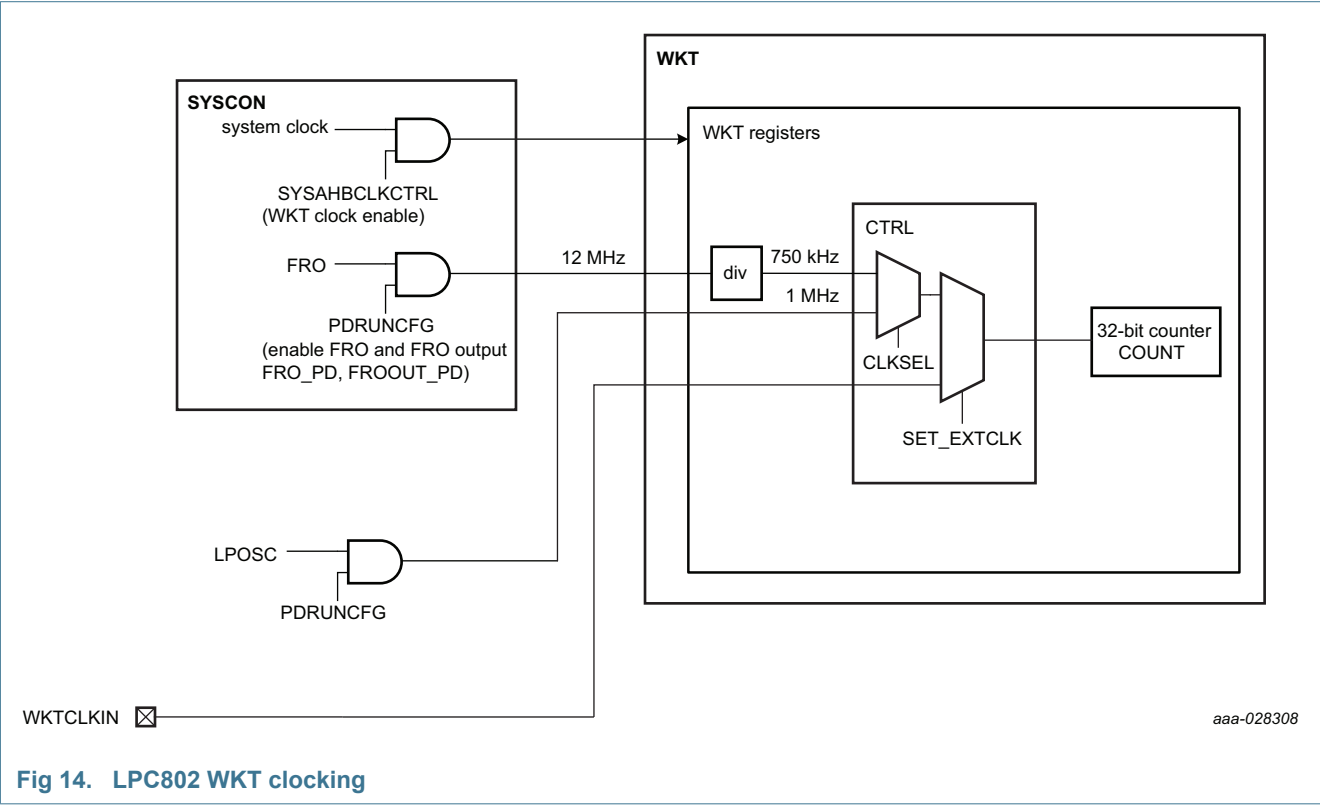 WKT
SYSCON
system clock
WKT registers
SYSAHBCLKCTRL
(WKT clock enable)
CTRL
FRO
12 MHz
div
750 kHz
1 MHz
PDRUNCFG
(enable FRO and FRO output
FRO_PD, FROOUT_PD)
32-bit counter
COUNT
CLKSEL
SET_EXTCLK
LPOSC
PDRUNCFG
WKTCLKIN
aaa-028308
Fig 14. LPC802 WKT clocking